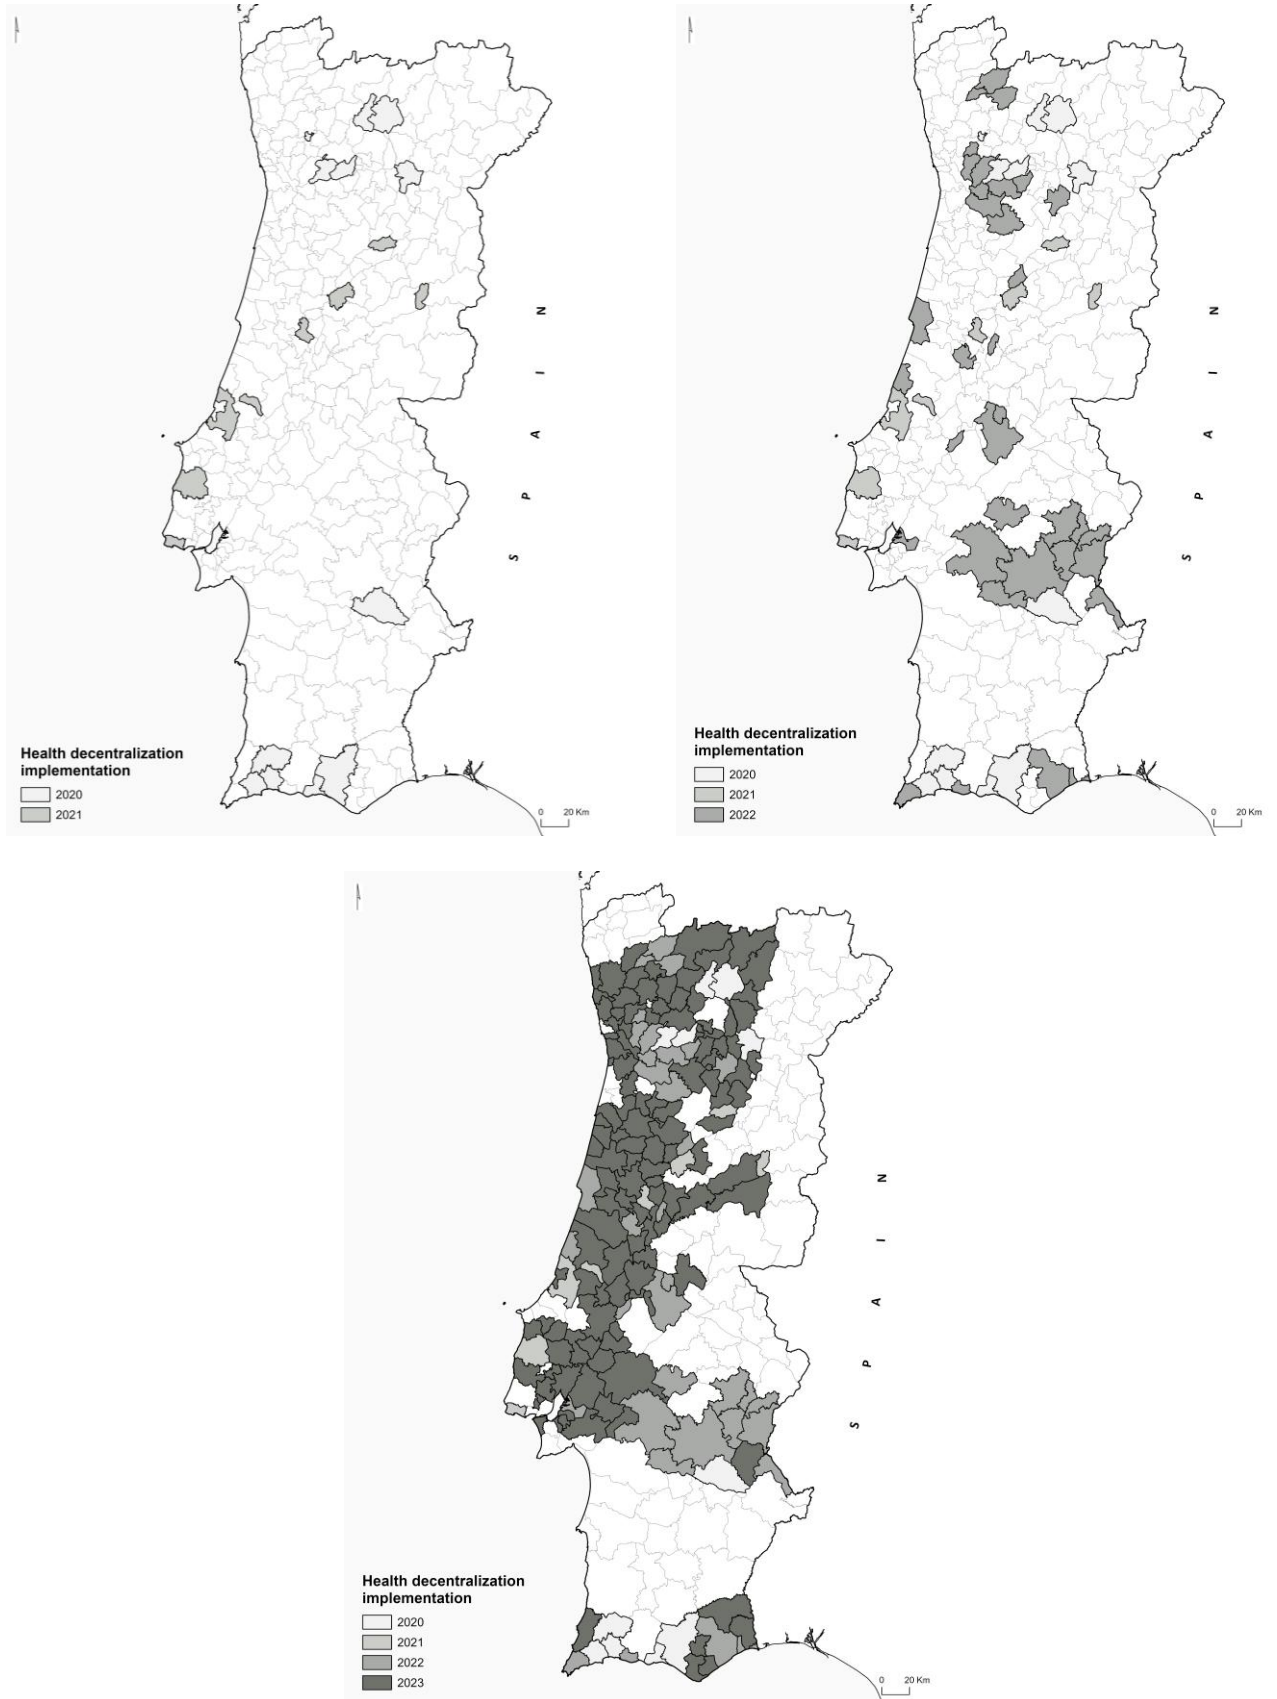 N
I
A
P
S
Health decentralization
implementation
2020
2021
0 20 Km
N
I
A
P
S
Health decentralization
implementation
2020
2021
2022
0 20 Km
N
I
A
P
S
Health decentralization
implementation
2020
2021
2022
2023
0 20 Km